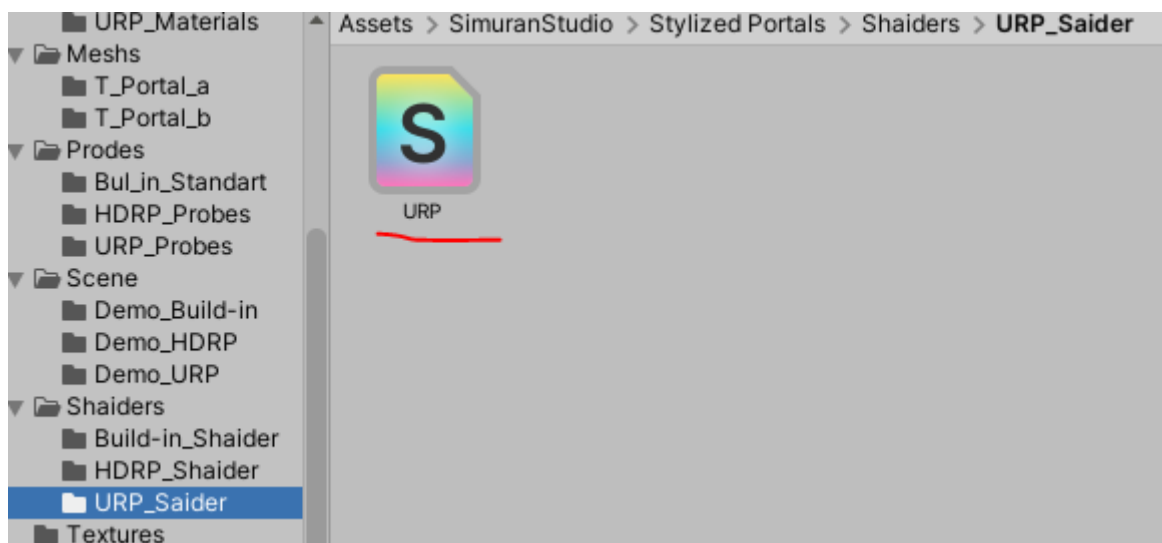 URP_Materials
Meshs
T_Portal_a
T_Portal_b
Prodes
Bul_in_Standart
HDRP_Probes
URP_Probes
Scene
Demo_Build-in
Demo_HDRP
Demo_URP
Shaiders
Build-in_Shaider
HDRP_Shaider
URP_Saider
Textures
Assets > SimuranStudio > Stylized Portals > Shaiders > URP_Saider
S
URP